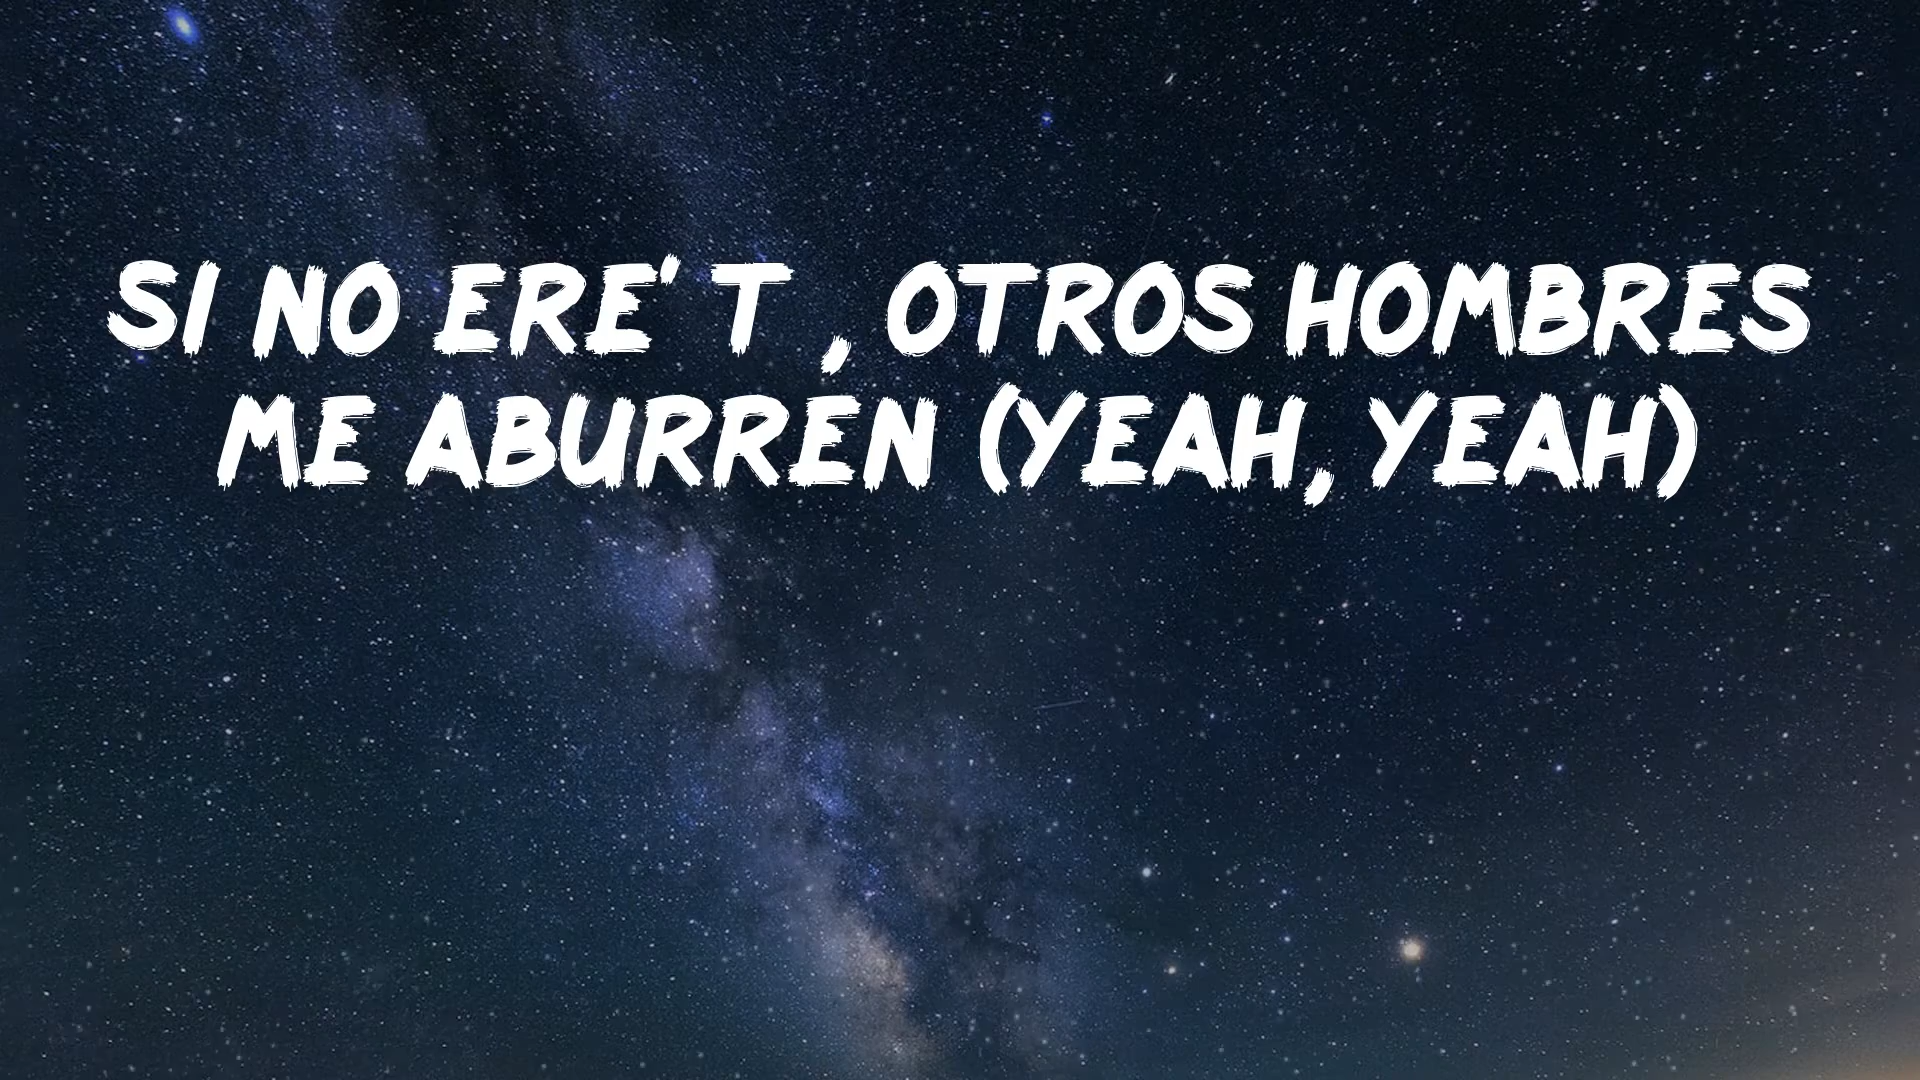 SI NO ERE' T , OTROS HOMBRES
ME ABURREN (YEAH, YEAH)